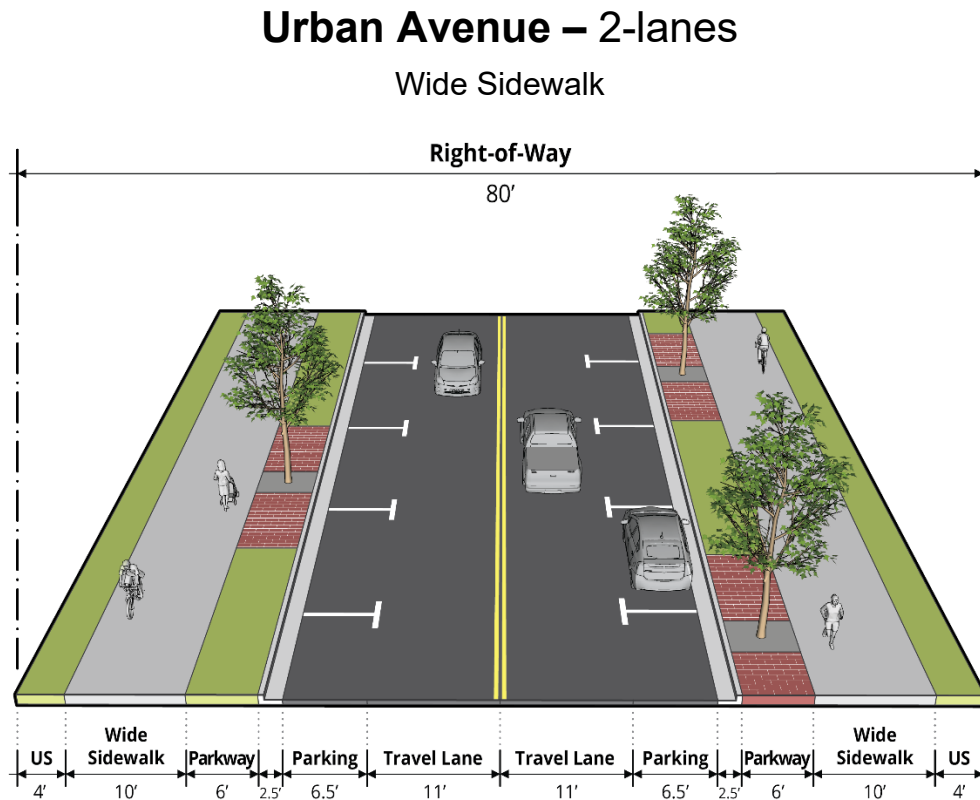 Urban Avenue – 2-lanes
Wide Sidewalk
Right-of-Way
80’
US Wide Sidewalk Parkway Parking Travel Lane Travel Lane Parking Parkway Wide Sidewalk US
4’ 10’ 6’ 2.5’ 6.5’ 11’ 11’ 6.5’ 2.5’ 6’ 10’ 4’